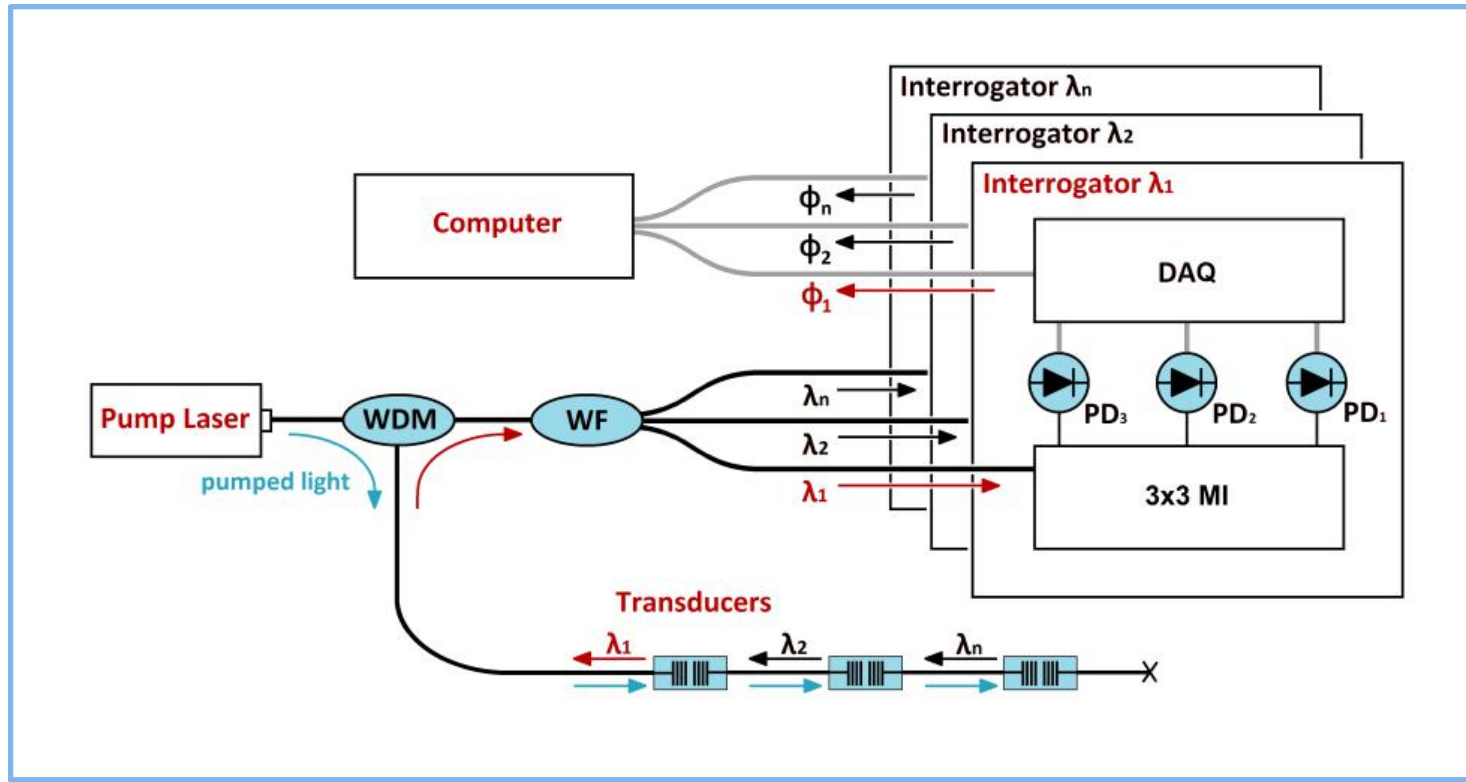 Interrogator λn
Interrogator λ2
Interrogator λ1
Computer
ϕn
ϕ2
ϕ1
DAQ
PD3
PD2
PD1
3x3 MI
Pump Laser
WDM
WF
pumped light
λn
λ2
λ1
Transducers
λ1
λ2
λn